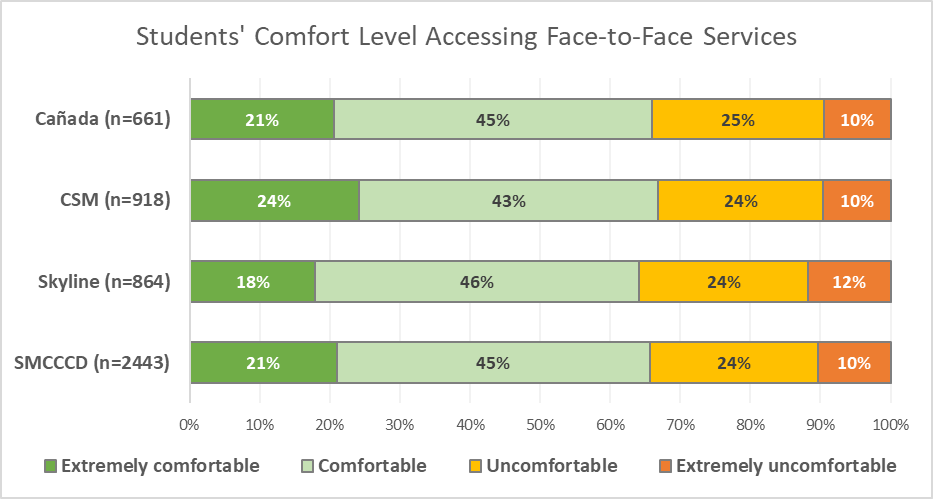 Students' Comfort Level Accessing Face-to-Face Services
Cañada (n=661) 21% 45% 25% 10%
CSM (n=918) 24% 43% 24% 10%
Skyline (n=864) 18% 46% 24% 12%
SMCCCD (n=2443) 21% 45% 24% 10%
0% 10% 20% 30% 40% 50% 60% 70% 80% 90% 100%
Extremely comfortable Comfortable Uncomfortable Extremely uncomfortable